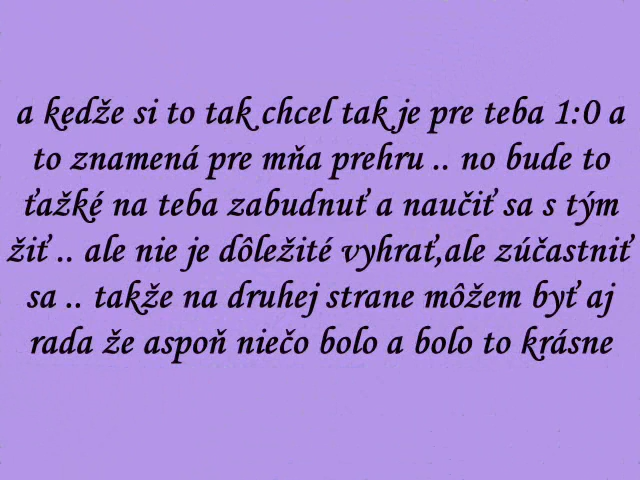 a kedže si to tak chcel tak je pre teba 1:0 a
to znamená pre mňa prehru .. no bude to
ťažké na teba zabudnuť a naučiť sa s tým
žiť .. ale nie je dôležité vyhrať,ale zúčastniť
sa .. takže na druhej strane môžem byť aj
rada že aspoň niečo bolo a bolo to krásne